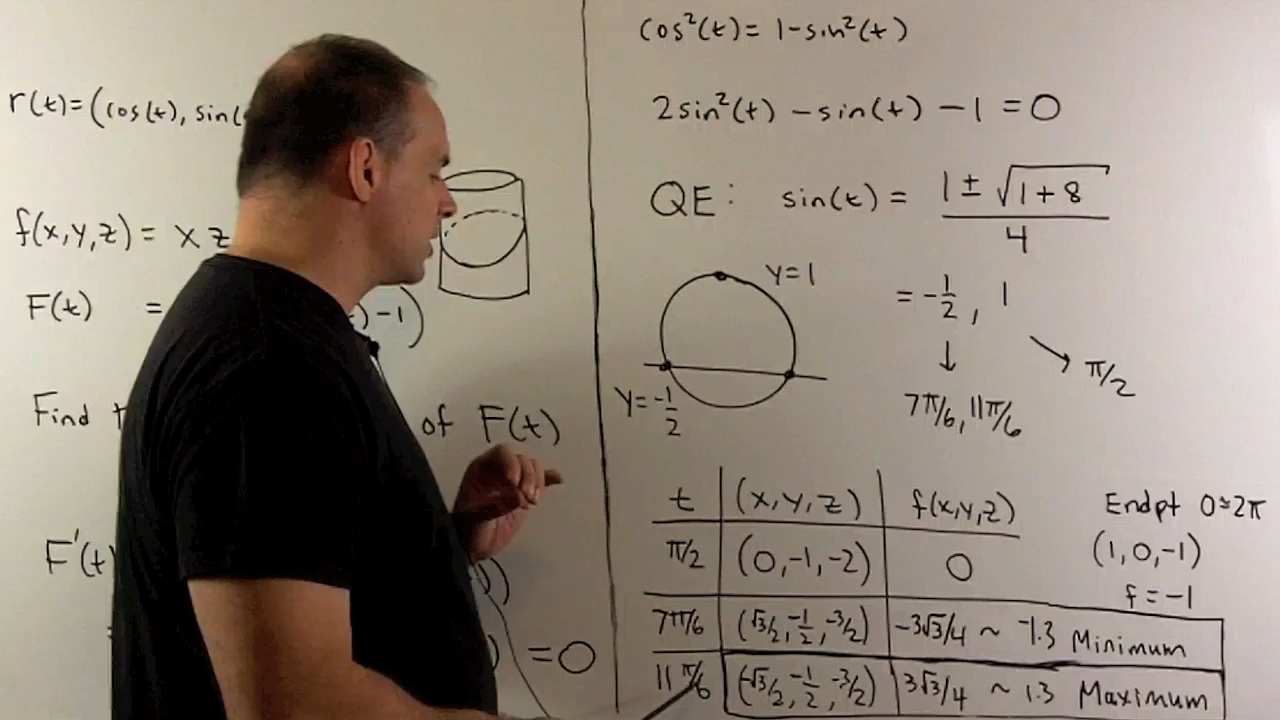 r(t)=(cos(t), sin(
f(x,y,z)= xz
F(t) = )-1)
Find of F(t)
F'(t)
)
) =0
cos²(t)= 1-sin²(t)
2sin²(t) -sin(t) -1 =0
QE: sin(t)= (1±√(1+8))/4
y=1
= -1/2, 1
y=-1/2
↓ ↘ π/2
7π/6, 11π/6
t | (x,y,z) | f(x,y,z)
π/2 | (0,-1,-2) | 0
7π/6 | (√3/2, -1/2, -3/2) | -3√3/4 ~ -1.3 Minimum
11π/6 | (-√3/2, -1/2, -3/2) | 3√3/4 ~ 1.3 Maximum
Endpt 0≃2π
(1,0,-1)
f=-1